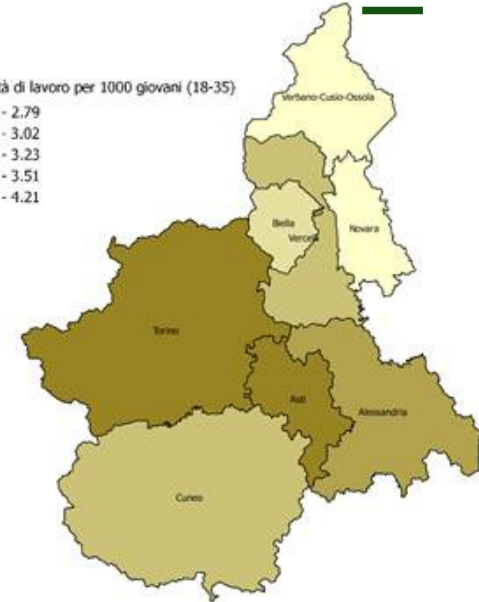 tà di lavoro per 1000 giovani (18-35)
- 2.79
- 3.02
- 3.23
- 3.51
- 4.21
Verbano-Cusio-Ossola
Biella
Vercelli
Novara
Torino
Asti
Alessandria
Cuneo